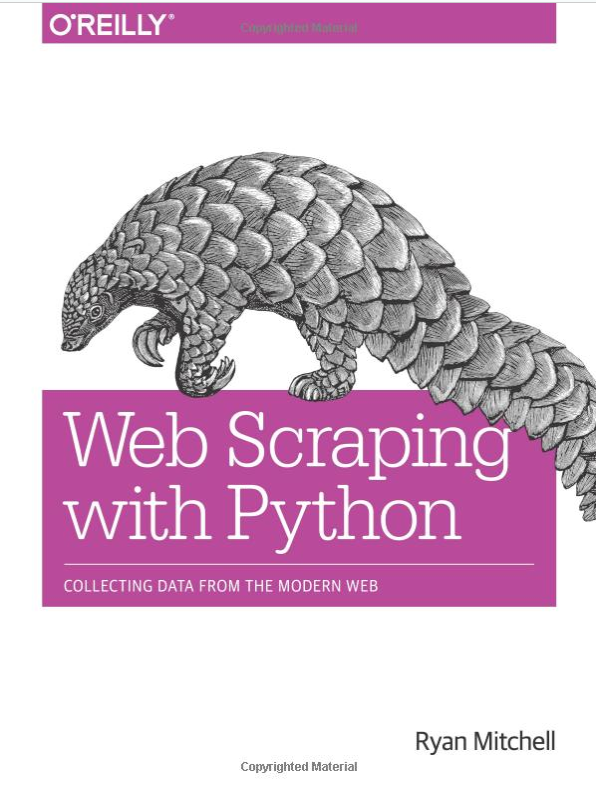 O'REILLY®
Copyrighted Material
Web Scraping
with Python
COLLECTING DATA FROM THE MODERN WEB
Ryan Mitchell
Copyrighted Material